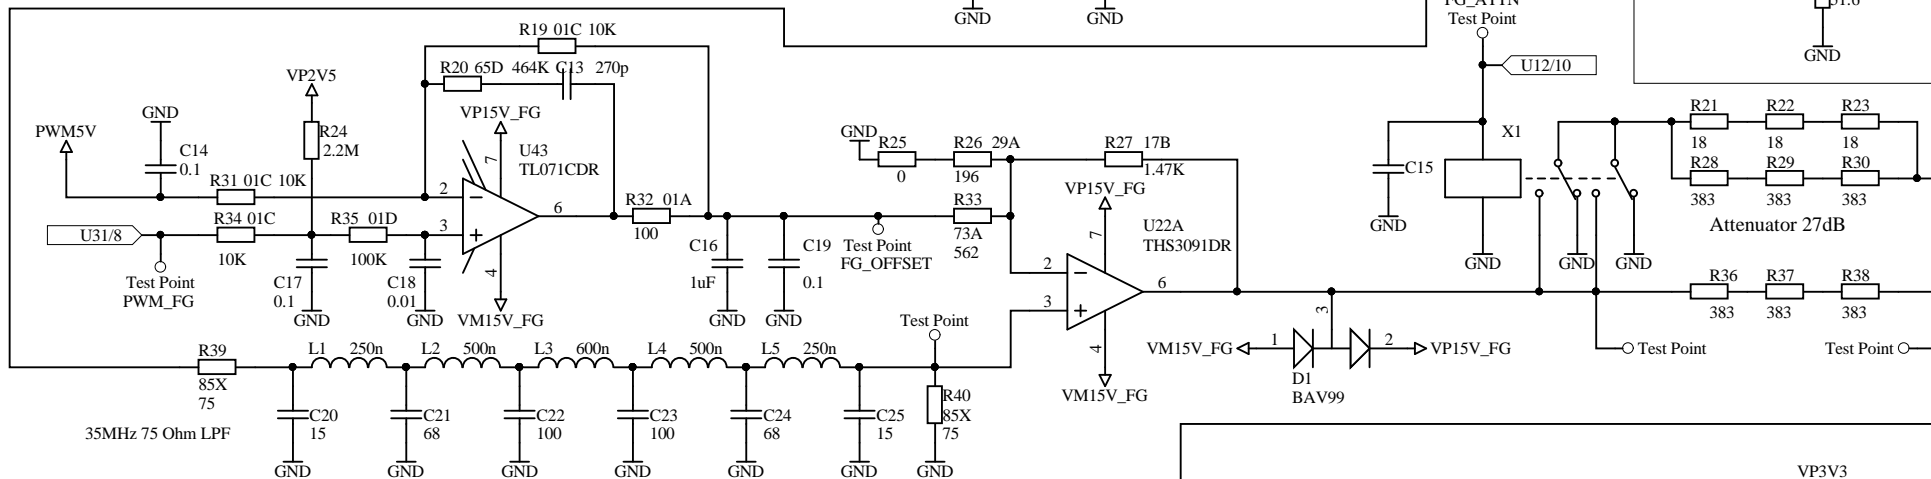 GND
GND
FG_ATTN
Test Point
51.6
GND
R19 01C 10K
R20 65D 464K C13 270p
VP2V5
GND
VP15V_FG
U12/10
PWM5V
C14
0.1
R24
2.2M
7
U43
TL071CDR
R31 01C 10K
2
3
6
U31/8
R34 01C
10K
R35 01D
100K
4
Test Point
PWM_FG
C17
0.1
GND
C18
0.01
GND
VM15V_FG
R32 01A
100
C16
1uF
GND
C19
0.1
GND
Test Point
FG_OFFSET
GND
R25
0
R26 29A
196
R27 17B
1.47K
R33
73A
562
VP15V_FG
7
U22A
THS3091DR
2
3
6
4
VM15V_FG
C15
GND
X1
GND
GND
GND
R21
18
R22
18
R23
18
R28
383
R29
383
R30
383
Attenuator 27dB
R36
383
R37
383
R38
383
Test Point
Test Point
VM15V_FG
1
3
2
VP15V_FG
D1
BAV99
R39
85X
75
L1 250n
L2 500n
L3 600n
L4 500n
L5 250n
Test Point
R40
85X
75
C20
15
C21
68
C22
100
C23
100
C24
68
C25
15
35MHz 75 Ohm LPF
GND
GND
GND
GND
GND
GND
GND
VP3V3